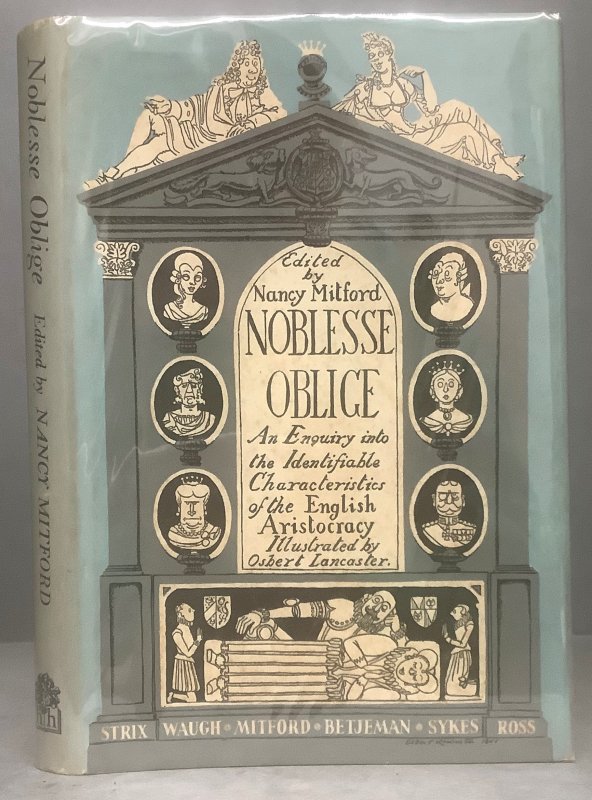 Noblesse Oblige Edited by NANCY MITFORD
Edited
by
Nancy Mitford
NOBLESSE
OBLIGE
An Enquiry into
the Identifiable
Characteristics
of the English
Aristocracy
Illustrated by
Osbert Lancaster.
STRIX WAUGH • MITFORD • BETJEMAN • SYKES ROSS